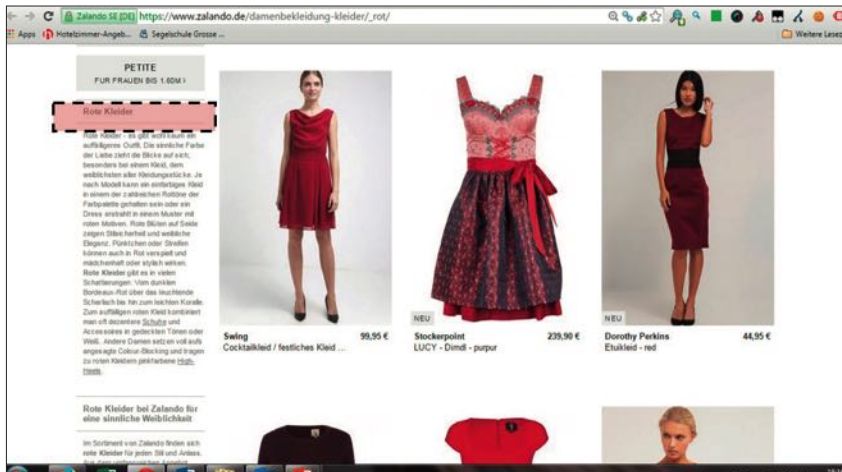 Zalando SE [DE] https://www.zalando.de/damenbekleidung-kleider/_rot/
Apps Hotelzimmer-Angeb... Segelschule Grosse ... Weitere Lesez
PETITE
FÜR FRAUEN BIS 1.60M
Rote Kleider
Rote Kleider - es gibt wohl kaum ein
auffälligeres Outfit. Die sinnliche Farbe
der Liebe zieht die Blicke auf sich,
besonders bei einem Kleid, dem
weiblichsten aller Kleidungsstücke. Je
nach Modell kann ein einfarbiges Kleid
in einem der zahlreichen Rottöne der
Farbpalette gehalten sein oder ein
Dress erstrahlt in einem Muster mit
roten Motiven. Rote Blüten auf Seide
zeigen Stilsicherheit und weibliche
Eleganz. Pünktchen oder Streifen
können auch in Rot verspielt und
mädchenhaft oder stylish wirken.
Rote Kleider gibt es in vielen
Schattierungen: Vom dunklen
Bordeaux-Rot über das leuchtende
Scharlach bis hin zum leichten Koralle.
Zum auffälligen roten Kleid kombiniert
man oft dezentere Schuhe und
Accessoires in gedeckten Tönen oder
Weiß. Andere Damen setzen voll aufs
angesagte Colour-Blocking und tragen
zu roten Kleidern pinkfarbene High-
Heels.
Rote Kleider bei Zalando für
eine sinnliche Weiblichkeit
Im Sortiment von Zalando finden sich
rote Kleider für jeden Stil und Anlass.
Swing 99,95 €
Cocktailkleid / festliches Kleid ...
NEU
Stockerpoint 239,90 €
LUCY - Dirndl - purpur
NEU
Dorothy Perkins 44,95 €
Etuikleid - red